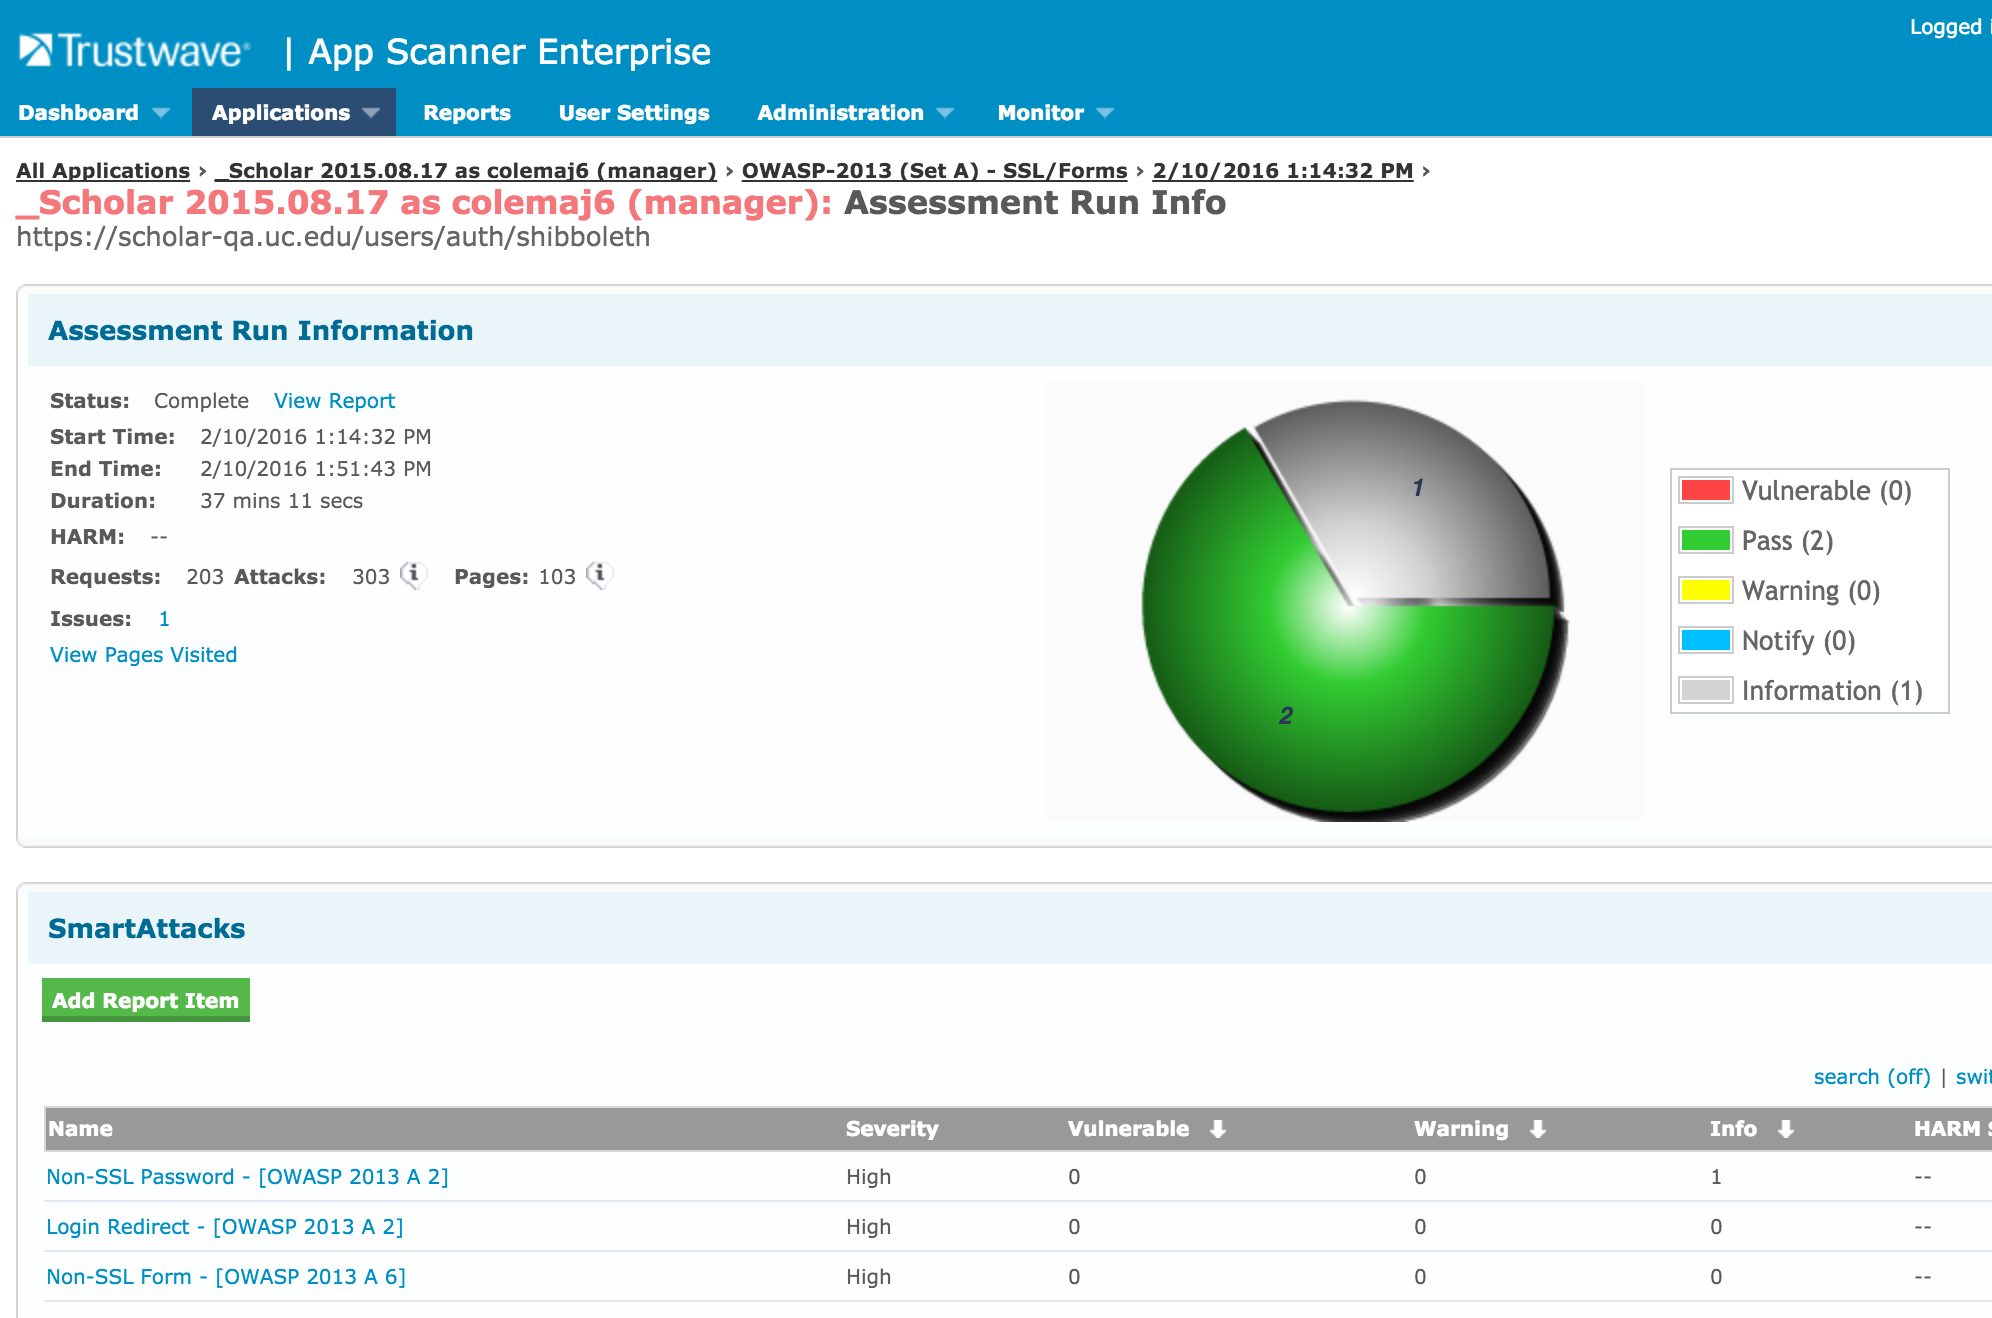 Logged
Trustwave® | App Scanner Enterprise
Dashboard Applications Reports User Settings Administration Monitor
All Applications › _Scholar 2015.08.17 as colemaj6 (manager) › OWASP-2013 (Set A) - SSL/Forms › 2/10/2016 1:14:32 PM ›
_Scholar 2015.08.17 as colemaj6 (manager): Assessment Run Info
https://scholar-qa.uc.edu/users/auth/shibboleth
Assessment Run Information
Status: Complete View Report
Start Time: 2/10/2016 1:14:32 PM
End Time: 2/10/2016 1:51:43 PM
Duration: 37 mins 11 secs
HARM: --
Requests: 203 Attacks: 303 i Pages: 103 i
Issues: 1
View Pages Visited
1
2
Vulnerable (0)
Pass (2)
Warning (0)
Notify (0)
Information (1)
SmartAttacks
Add Report Item
search (off) |
Name Severity Vulnerable Warning Info HARM
Non-SSL Password - [OWASP 2013 A 2] High 0 0 1 --
Login Redirect - [OWASP 2013 A 2] High 0 0 0 --
Non-SSL Form - [OWASP 2013 A 6] High 0 0 0 --